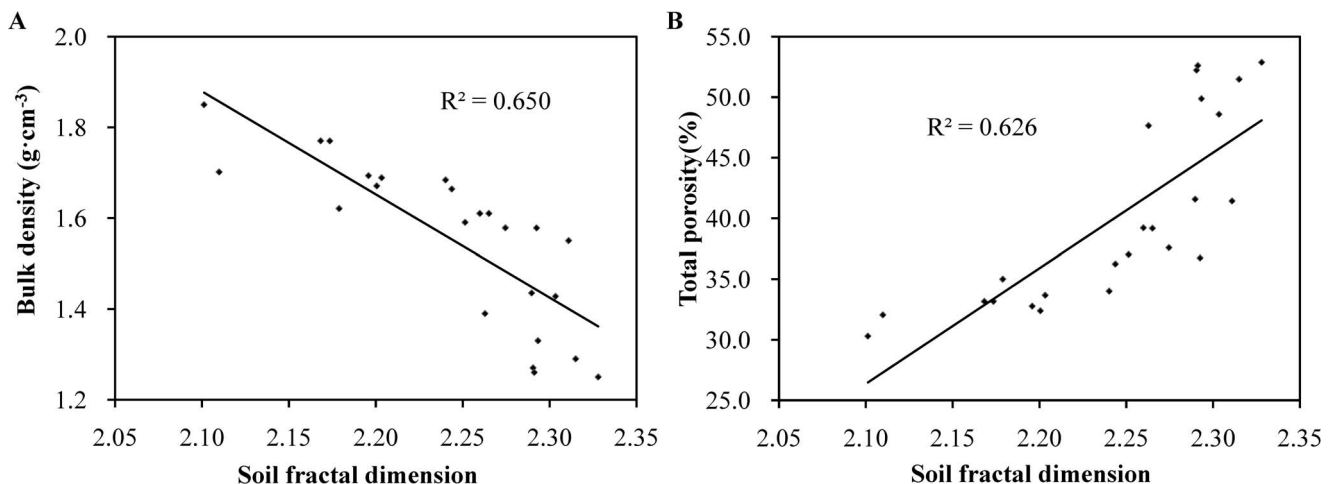 A
2.0
1.8
1.6
1.4
1.2
Bulk density (g·cm⁻³)
R² = 0.650
2.05 2.10 2.15 2.20 2.25 2.30 2.35
Soil fractal dimension
B
55.0
50.0
45.0
40.0
35.0
30.0
25.0
Total porosity(%)
R² = 0.626
2.05 2.10 2.15 2.20 2.25 2.30 2.35
Soil fractal dimension